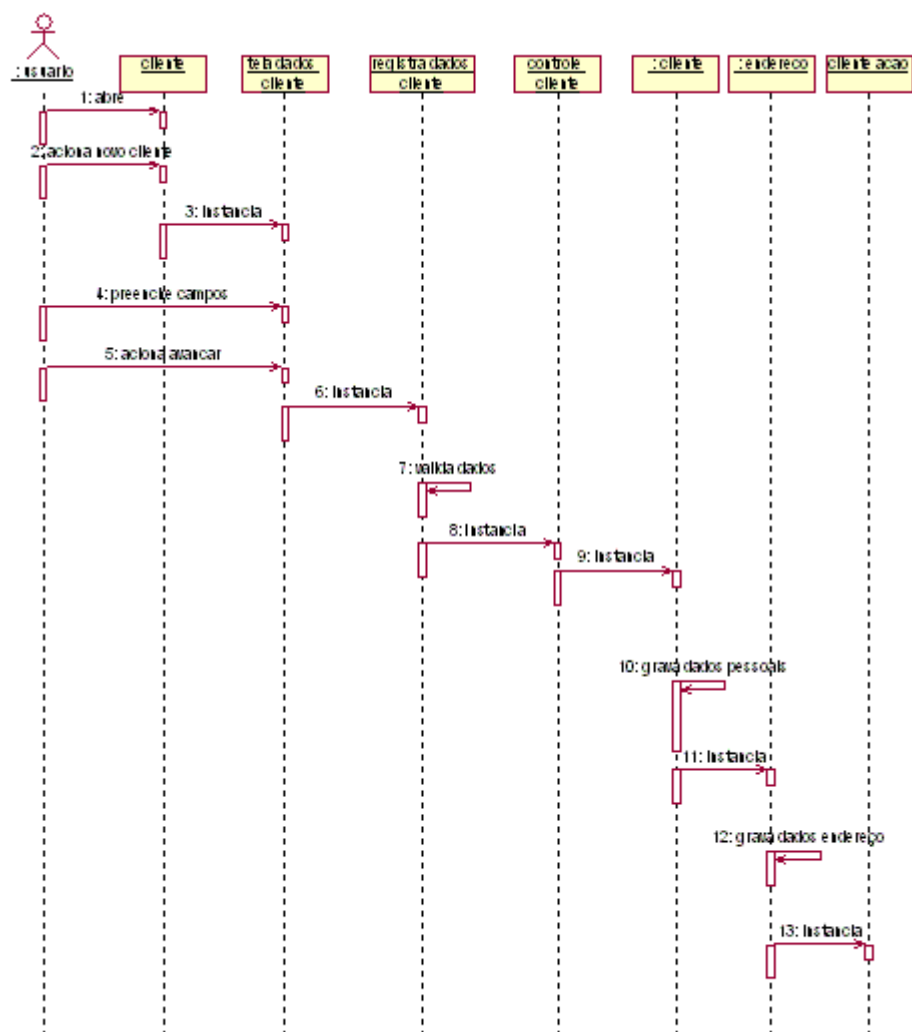 : usuario
cliente
tela dados
cliente
registra dados
cliente
controle
cliente
: cliente
: endereco
cliente acao
1: abre
2: aciona novo cliente
3: instancia
4: preenche campos
5: aciona avancar
6: instancia
7: valida dados
8: instancia
9: instancia
10: grava dados pessoais
11: instancia
12: grava dados endereço
13: instancia